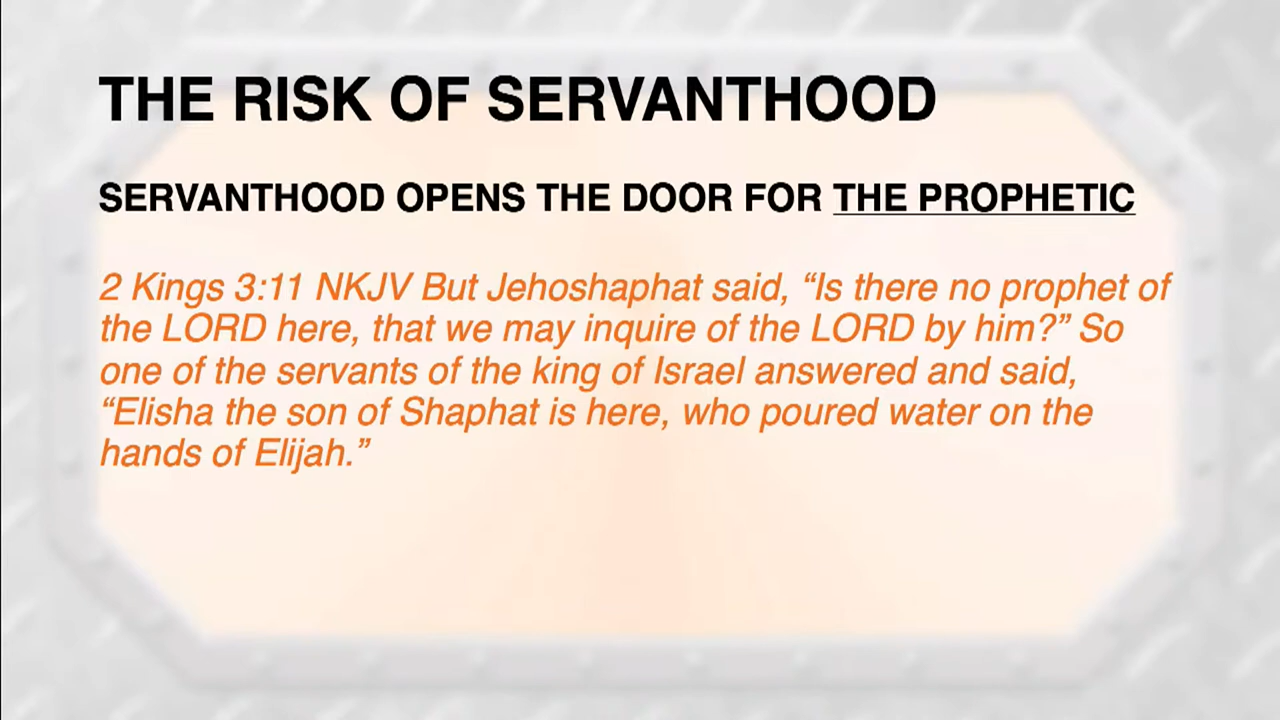 THE RISK OF SERVANTHOOD
SERVANTHOOD OPENS THE DOOR FOR THE PROPHETIC
2 Kings 3:11 NKJV But Jehoshaphat said, “Is there no prophet of
the LORD here, that we may inquire of the LORD by him?” So
one of the servants of the king of Israel answered and said,
“Elisha the son of Shaphat is here, who poured water on the
hands of Elijah.”